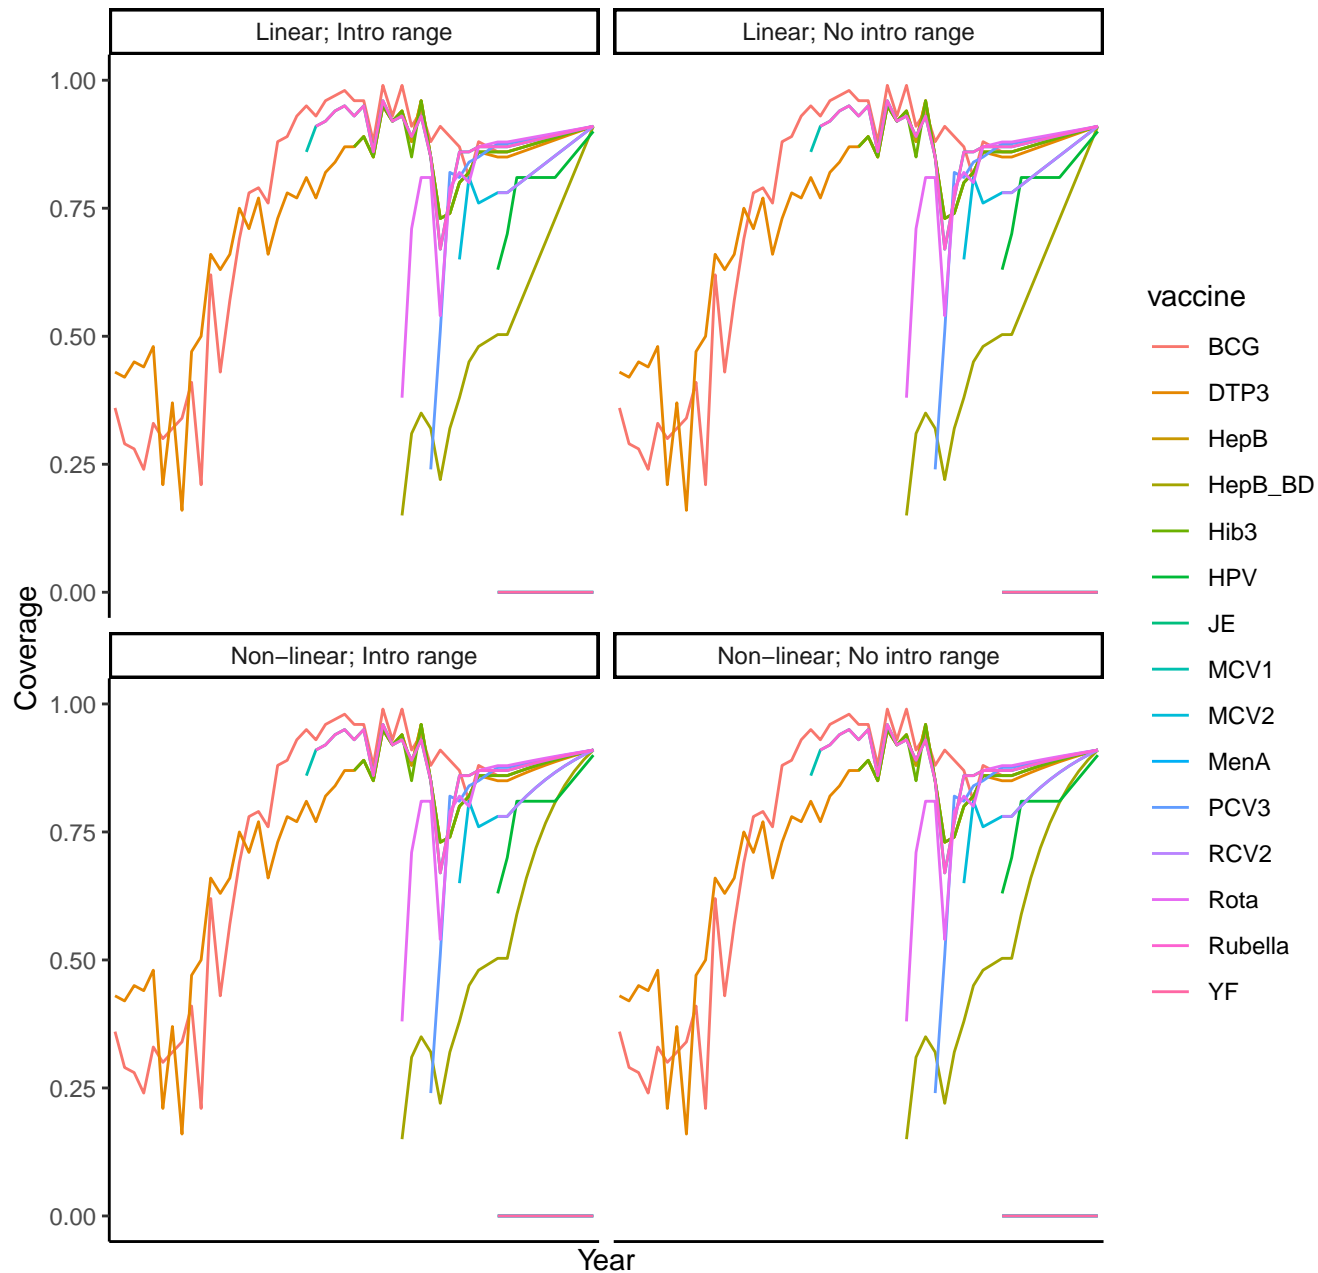 Linear; Intro range
Linear; No intro range
1.00
0.75
0.50
0.25
0.00
Non−linear; Intro range
Non−linear; No intro range
1.00
0.75
0.50
0.25
0.00
Coverage
Year
vaccine
BCG
DTP3
HepB
HepB_BD
Hib3
HPV
JE
MCV1
MCV2
MenA
PCV3
RCV2
Rota
Rubella
YF